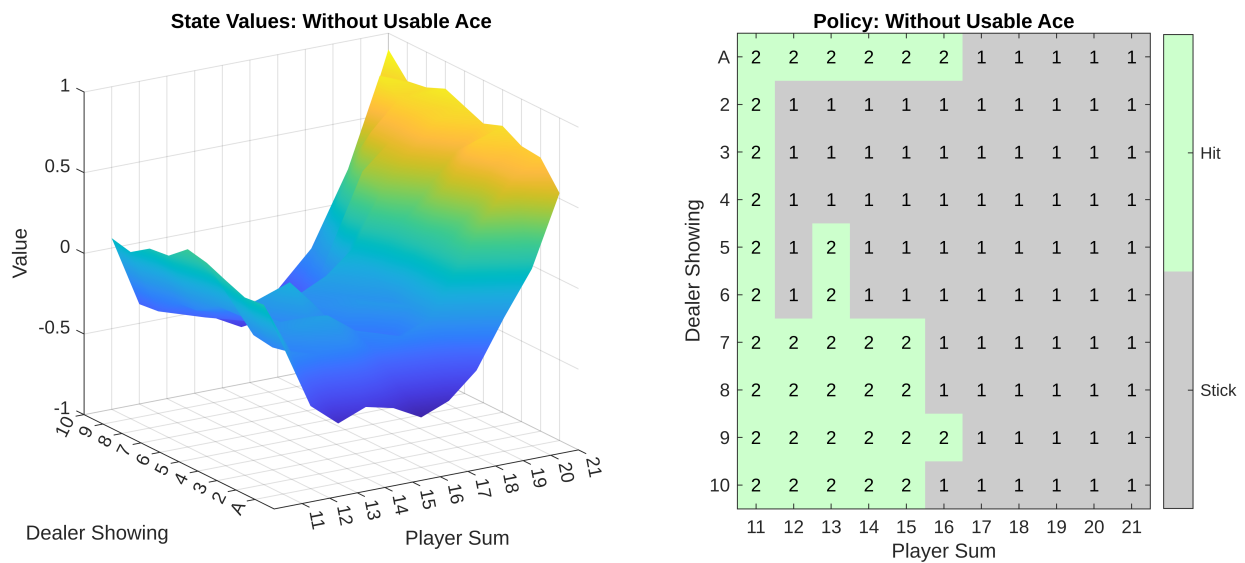 State Values: Without Usable Ace
1
0.5
0
-0.5
-1
Value
10
9
8
7
6
5
4
3
2
A
Dealer Showing
11
12
13
14
15
16
17
18
19
20
21
Player Sum
Policy: Without Usable Ace
A 2 2 2 2 2 2 1 1 1 1 1
2 2 1 1 1 1 1 1 1 1 1 1
3 2 1 1 1 1 1 1 1 1 1 1
4 2 1 1 1 1 1 1 1 1 1 1
5 2 1 2 1 1 1 1 1 1 1 1
6 2 1 2 1 1 1 1 1 1 1 1
7 2 2 2 2 2 1 1 1 1 1 1
8 2 2 2 2 2 1 1 1 1 1 1
9 2 2 2 2 2 2 1 1 1 1 1
10 2 2 2 2 2 1 1 1 1 1 1
11 12 13 14 15 16 17 18 19 20 21
Dealer Showing
Player Sum
Hit
Stick